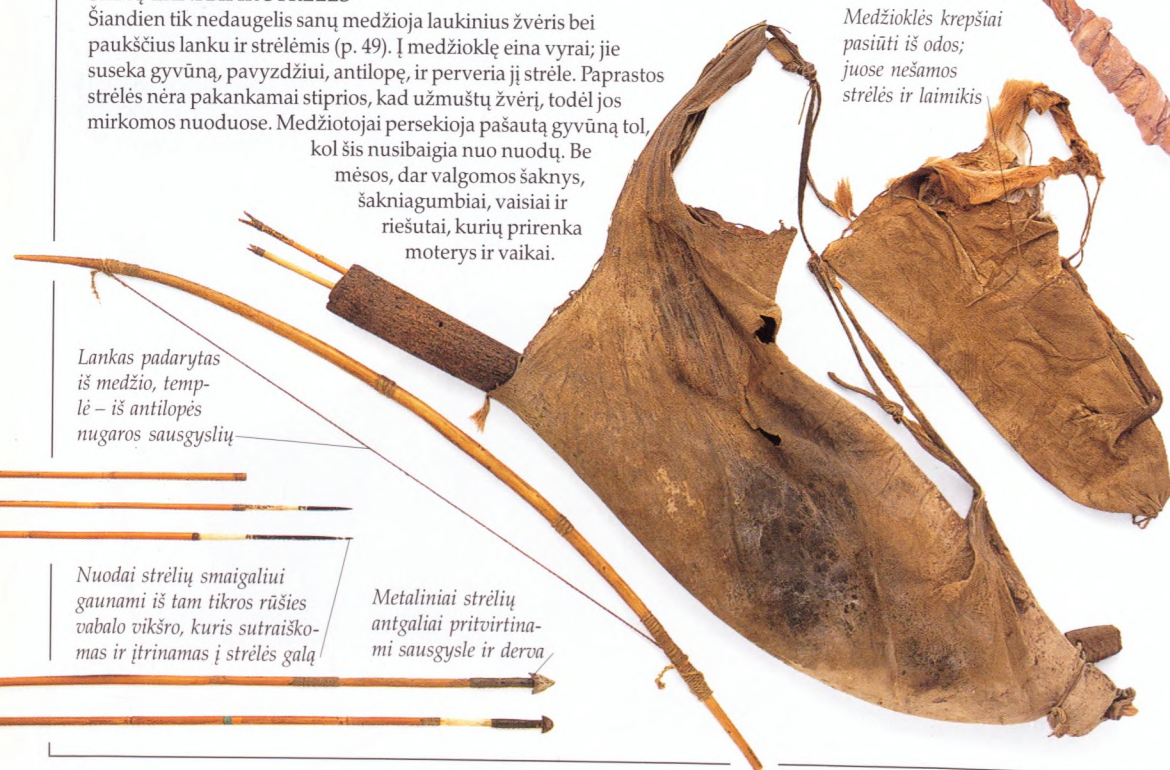 Šiandien tik nedaugelis sanų medžioja laukinius žvėris bei
paukščius lanku ir strėlėmis (p. 49). Į medžioklę eina vyrai; jie
suseka gyvūną, pavyzdžiui, antilopę, ir perveria jį strėle. Paprastos
strėlės nėra pakankamai stiprios, kad užmuštų žvėrį, todėl jos
mirkomos nuoduose. Medžiotojai persekioja pašautą gyvūną tol,
kol šis nusibaigia nuo nuodų. Be
mėsos, dar valgomos šaknys,
šakniagumbiai, vaisiai ir
riešutai, kurių prirenka
moterys ir vaikai.
Medžioklės krepšiai
pasiūti iš odos;
juose nešamos
strėlės ir laimikis
Lankas padarytas
iš medžio, temp-
lė – iš antilopės
nugaros sausgyslių
Nuodai strėlių smaigaliui
gaunami iš tam tikros rūšies
vabalo vikšro, kuris sutraiško-
mas ir įtrinamas į strėlės galą
Metaliniai strėlių
antgaliai pritvirtina-
mi sausgysle ir derva